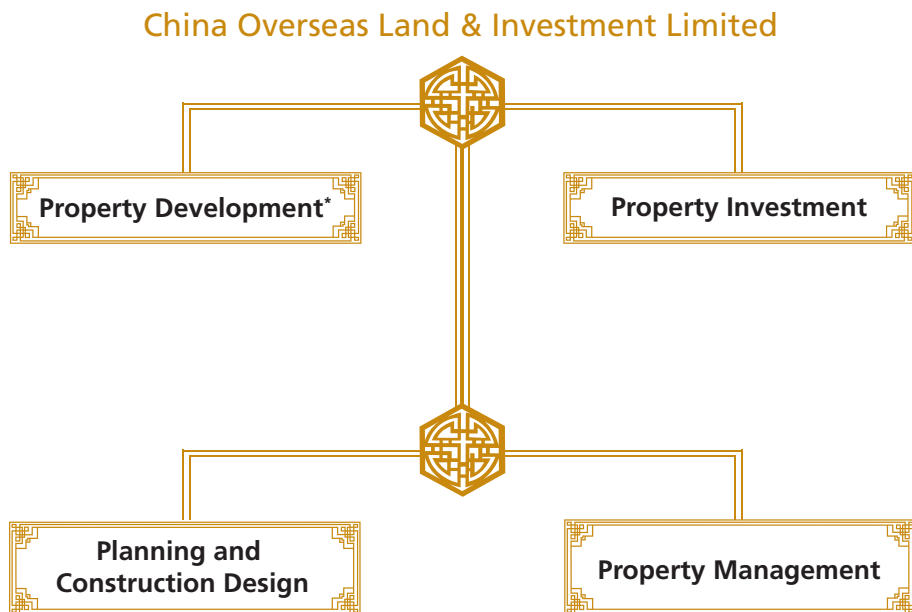 China Overseas Land & Investment Limited
Property Development*
Property Investment
Planning and
Construction Design
Property Management